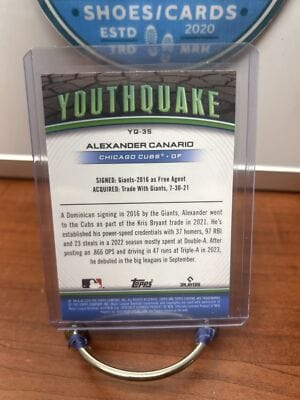 SHOES/CARDS
ESTD 2020
TRD MRK
YOUTHQUAKE
YQ-35
ALEXANDER CANARIO
CHICAGO CUBS® - OF
SIGNED: Giants-2016 as Free Agent
ACQUIRED: Trade With Giants, 7-30-21
A Dominican signing in 2016 by the Giants, Alexander went
to the Cubs as part of the Kris Bryant trade in 2021. He's
established his power-speed credentials with 37 homers, 97 RBI
and 23 steals in a 2022 season mostly spent at Double-A. After
posting an .866 OPS and driving in 47 runs at Triple-A in 2023,
he debuted in the big leagues in September.
topps
PLAYERS